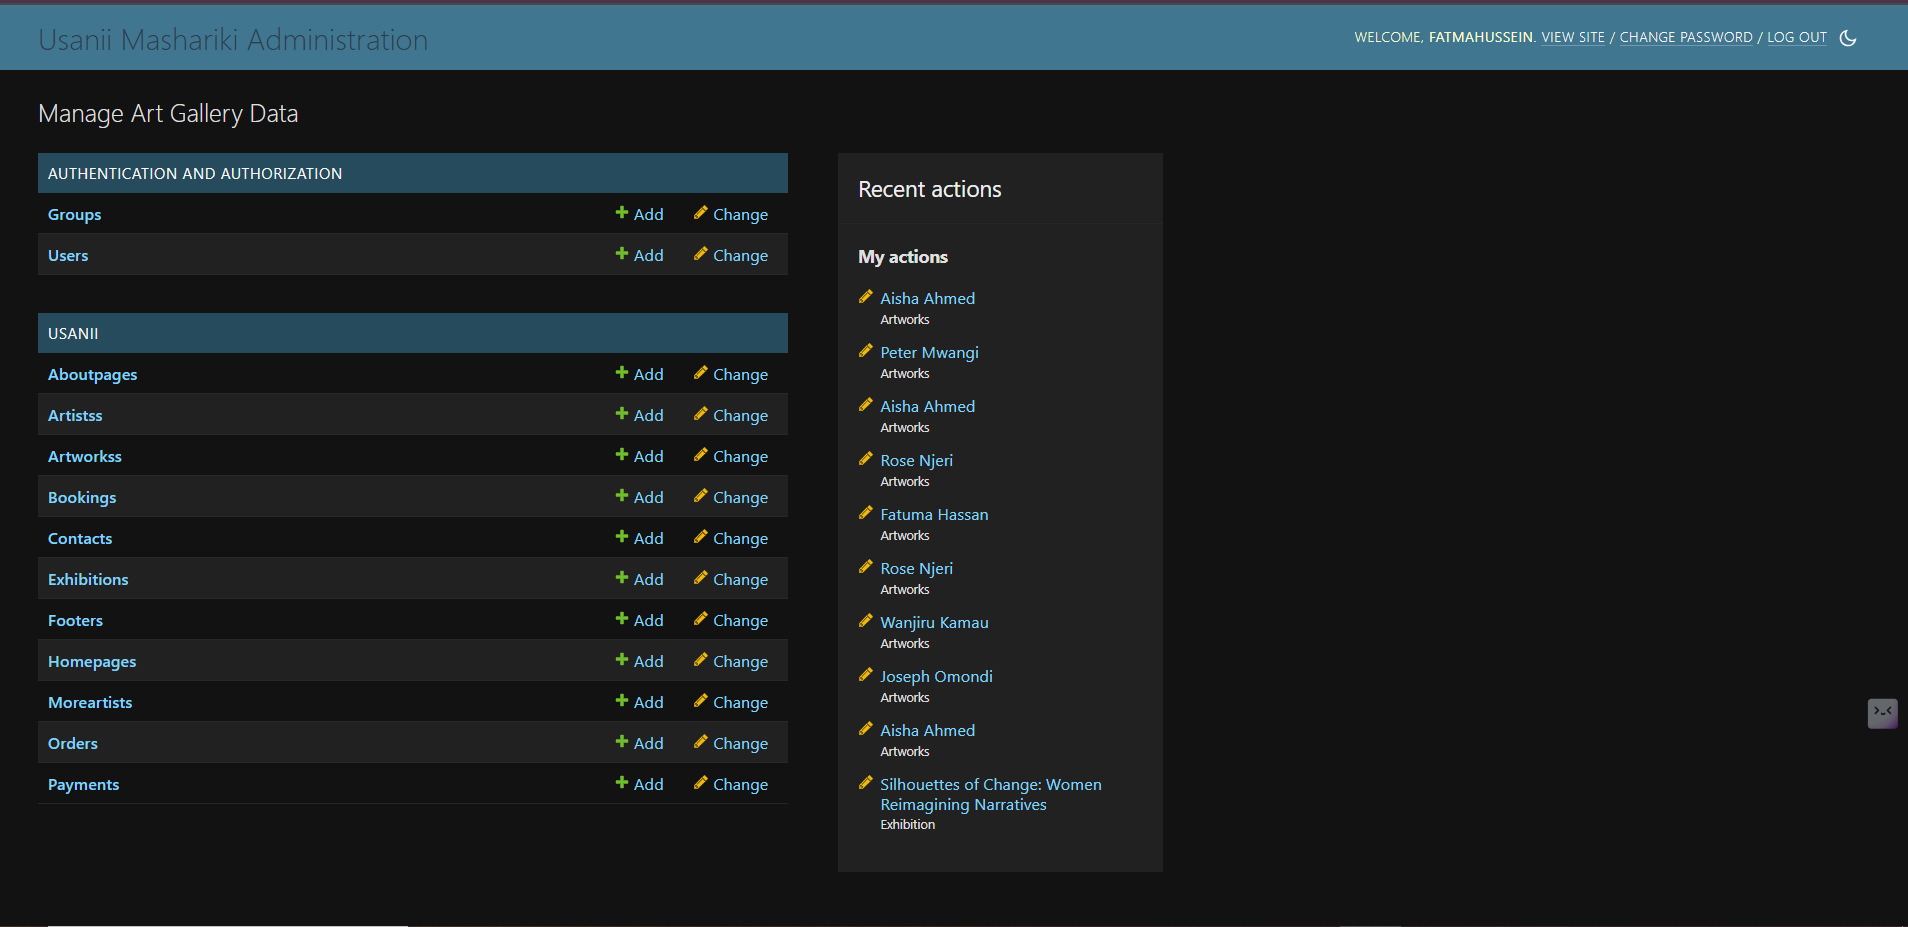 Usanii Mashariki Administration
WELCOME, FATMAHUSSEIN. VIEW SITE / CHANGE PASSWORD / LOG OUT
Manage Art Gallery Data
AUTHENTICATION AND AUTHORIZATION
Groups Add Change
Users Add Change
USANII
Aboutpages Add Change
Artistss Add Change
Artworkss Add Change
Bookings Add Change
Contacts Add Change
Exhibitions Add Change
Footers Add Change
Homepages Add Change
Moreartists Add Change
Orders Add Change
Payments Add Change
Recent actions
My actions
Aisha Ahmed
Artworks
Peter Mwangi
Artworks
Aisha Ahmed
Artworks
Rose Njeri
Artworks
Fatuma Hassan
Artworks
Rose Njeri
Artworks
Wanjiru Kamau
Artworks
Joseph Omondi
Artworks
Aisha Ahmed
Artworks
Silhouettes of Change: Women
Reimagining Narratives
Exhibition